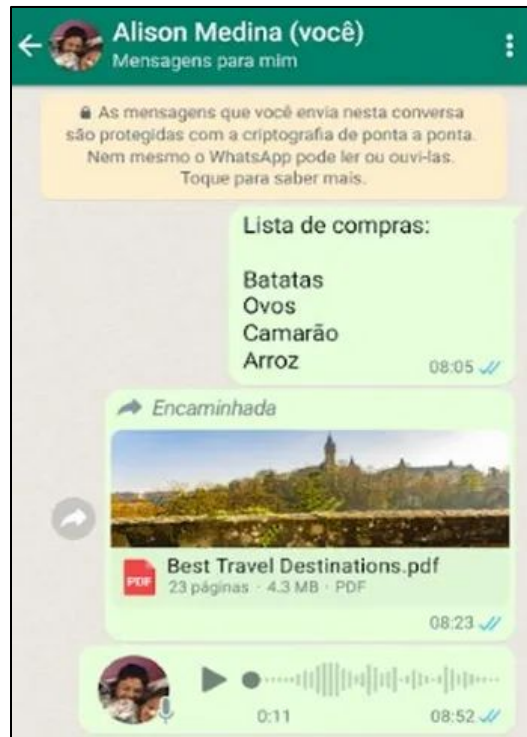 Alison Medina (você)
Mensagens para mim
As mensagens que você envia nesta conversa
são protegidas com a criptografia de ponta a ponta.
Nem mesmo o WhatsApp pode ler ou ouvi-las.
Toque para saber mais.
Lista de compras:
Batatas
Ovos
Camarão
Arroz
08:05
Encaminhada
Best Travel Destinations.pdf
PDF
23 páginas · 4.3 MB · PDF
08:23
0:11
08:52